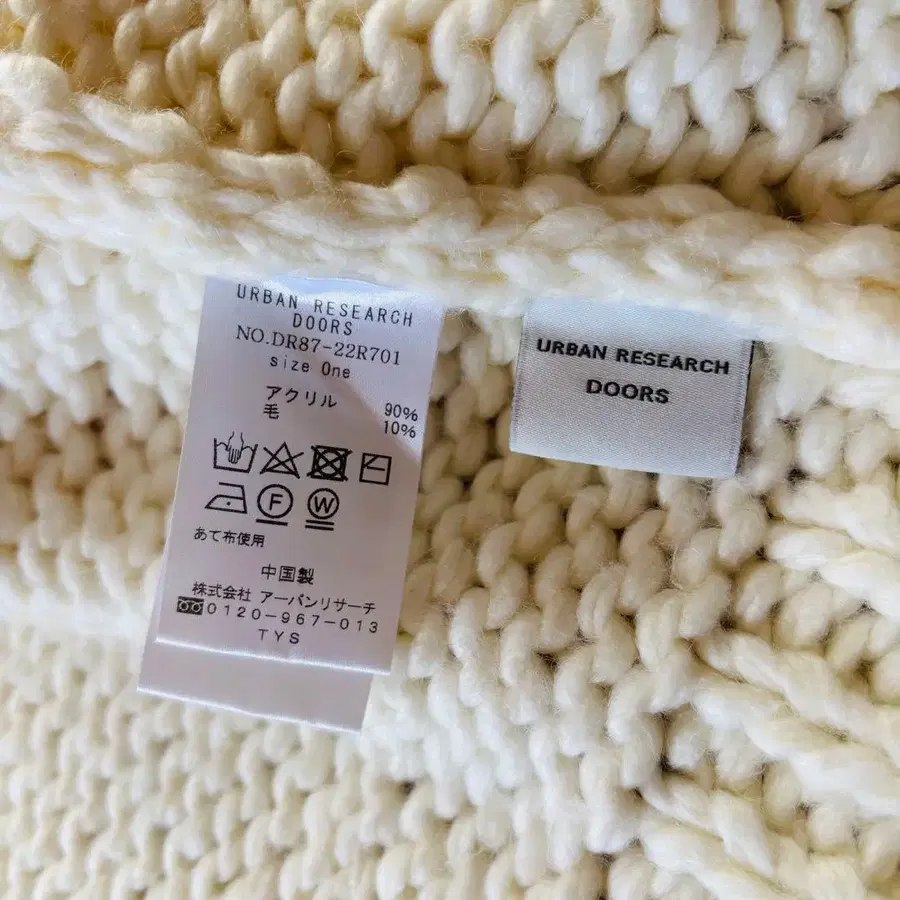 URBAN RESEARCH
DOORS
NO.DR87-22R701
size One
アクリル 90%
毛 10%
F W
あて布使用
中国製
株式会社 アーバンリサーチ
0120-967-013
TYS
URBAN RESEARCH
DOORS